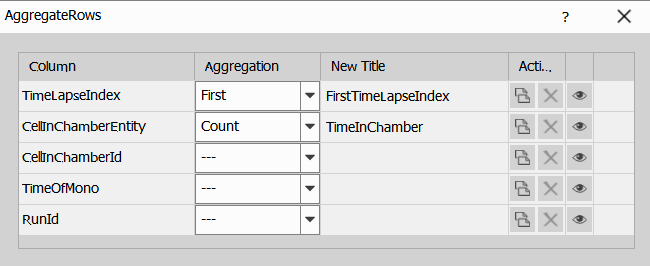 AggregateRows ?
Column Aggregation New Title Acti...
TimeLapseIndex First FirstTimeLapseIndex
CellInChamberEntity Count TimeInChamber
CellInChamberId ---
TimeOfMono ---
RunId ---